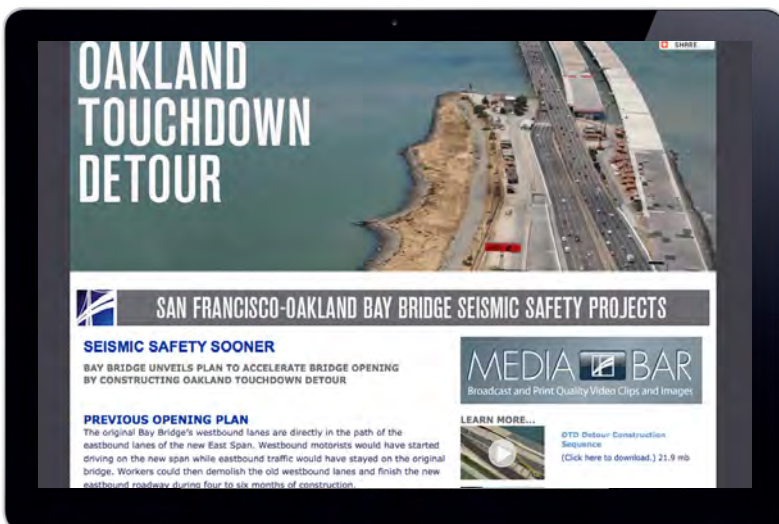 OAKLAND
TOUCHDOWN
DETOUR
SHARE
SAN FRANCISCO-OAKLAND BAY BRIDGE SEISMIC SAFETY PROJECTS
SEISMIC SAFETY SOONER
BAY BRIDGE UNVEILS PLAN TO ACCELERATE BRIDGE OPENING
BY CONSTRUCTING OAKLAND TOUCHDOWN DETOUR
PREVIOUS OPENING PLAN
The original Bay Bridge's westbound lanes are directly in the path of the
eastbound lanes of the new East Span. Westbound motorists would have started
driving on the new span while eastbound traffic would have stayed on the original
bridge. Workers could then demolish the old westbound lanes and finish the new
eastbound roadway during four to six months of construction.
MEDIA BAR
Broadcast and Print Quality Video Clips and Images
LEARN MORE...
OTD Detour Construction
Sequence
(Click here to download.) 21.9 mb